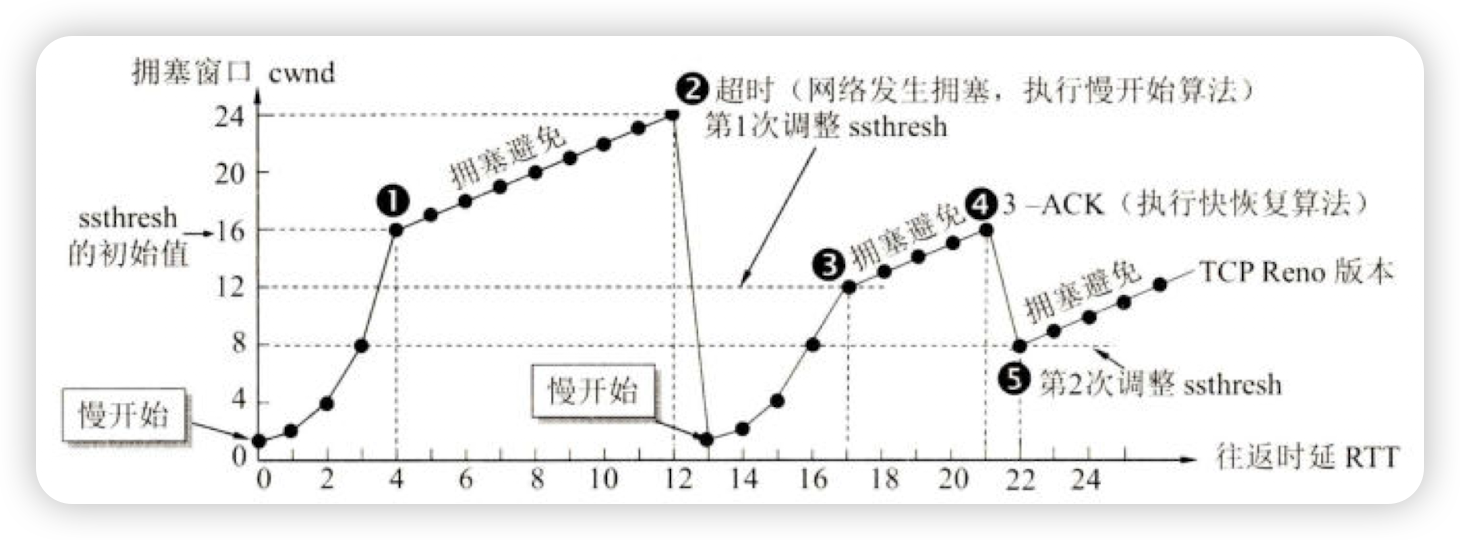 拥塞窗口 cwnd
24
❷超时（网络发生拥塞，执行慢开始算法）
第1次调整 ssthresh
拥塞避免
20
ssthresh
的初始值
16
❶
❹3 –ACK（执行快恢复算法）
拥塞避免
❸
12
TCP Reno 版本
拥塞避免
8
❺第2次调整 ssthresh
慢开始
4
慢开始
0
0 2 4 6 8 10 12 14 16 18 20 22 24
往返时延 RTT